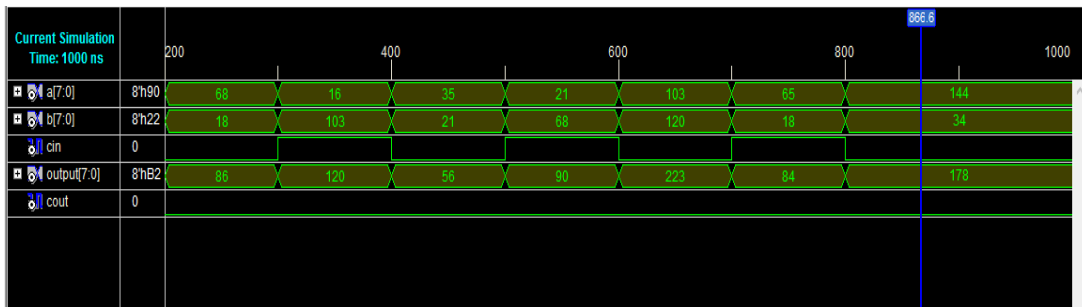 866.6
Current Simulation
Time: 1000 ns
200 400 600 800 1000
a[7:0] 8'h90 68 16 35 21 103 65 144
b[7:0] 8'h22 18 103 21 68 120 18 34
cin 0
output[7:0] 8'hB2 86 120 56 90 223 84 178
cout 0